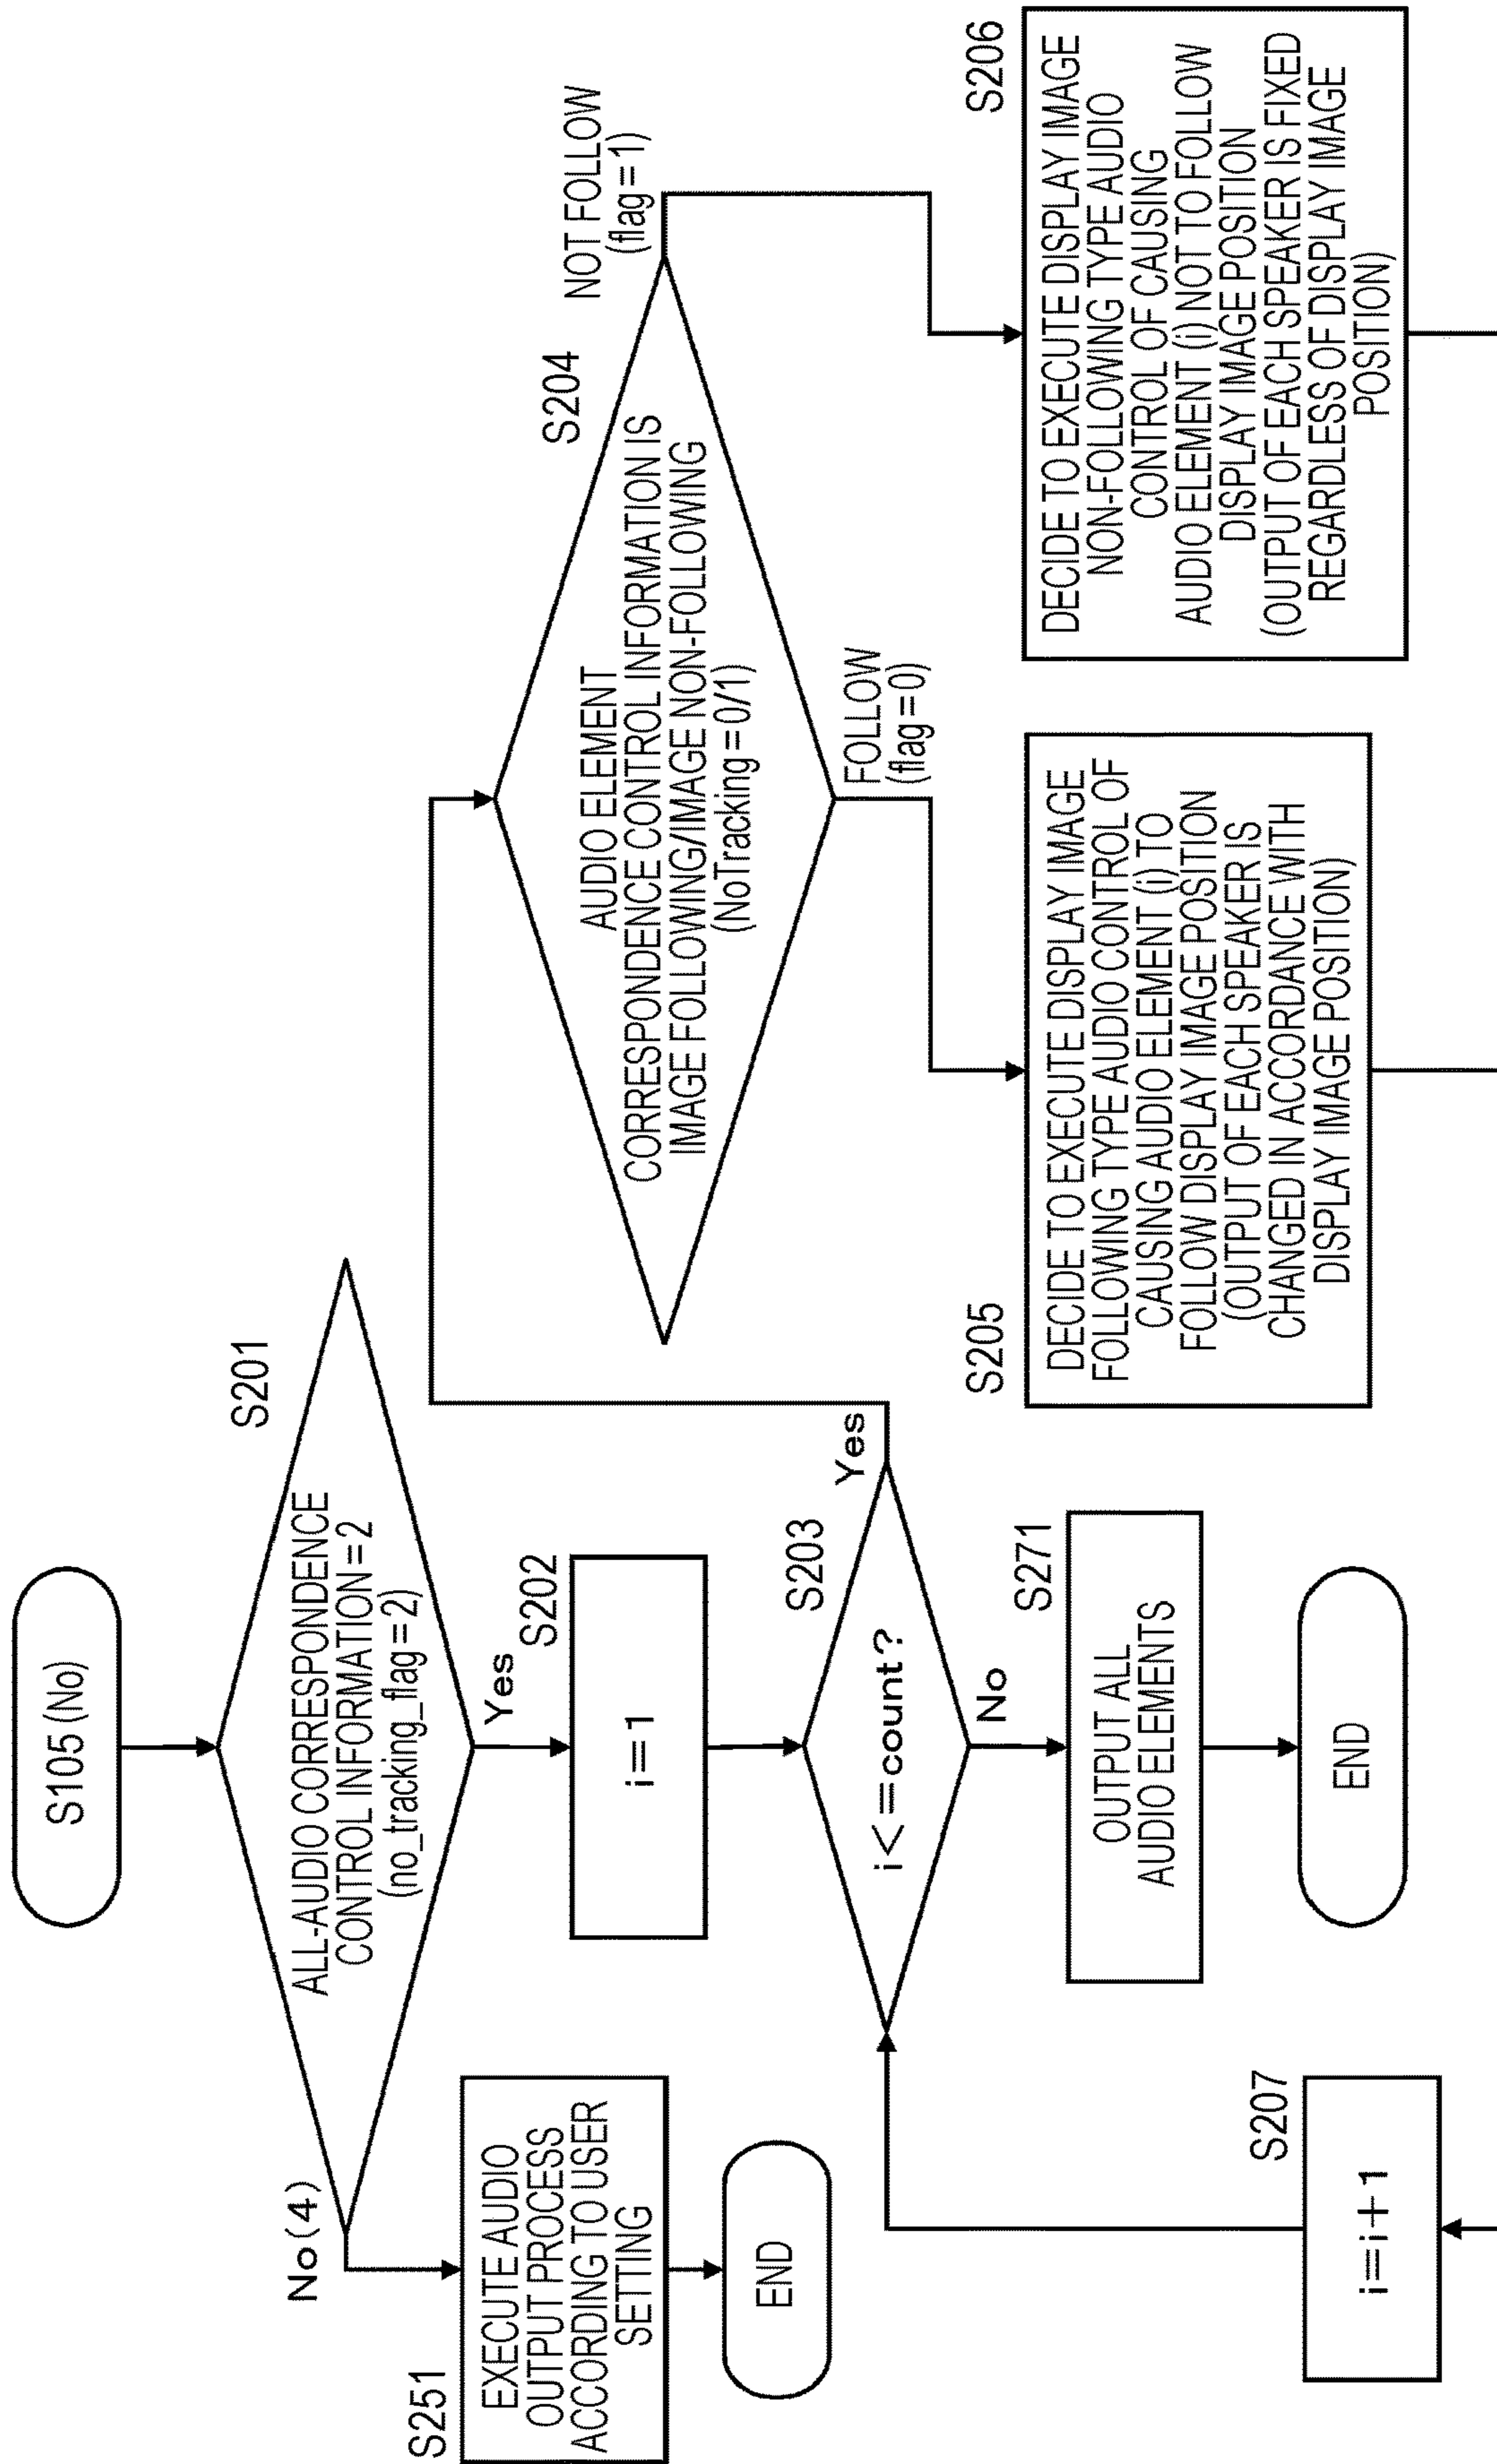 S105 (No)
S201
ALL-AUDIO CORRESPONDENCE
CONTROL INFORMATION = 2
(no_tracking_flag = 2)
No (4)
Yes
S251
EXECUTE AUDIO
OUTPUT PROCESS
ACCORDING TO USER
SETTING
END
S202
i=1
S203
i<=count?
Yes
No
S271
OUTPUT ALL
AUDIO ELEMENTS
END
S207
i=i+1
S204
AUDIO ELEMENT
CORRESPONDENCE CONTROL INFORMATION IS
IMAGE FOLLOWING/IMAGE NON-FOLLOWING
(NoTracking = 0/1)
NOT FOLLOW
(flag = 1)
FOLLOW
(flag = 0)
S205
DECIDE TO EXECUTE DISPLAY IMAGE
FOLLOWING TYPE AUDIO CONTROL OF
CAUSING AUDIO ELEMENT (i) TO
FOLLOW DISPLAY IMAGE POSITION
(OUTPUT OF EACH SPEAKER IS
CHANGED IN ACCORDANCE WITH
DISPLAY IMAGE POSITION)
S206
DECIDE TO EXECUTE DISPLAY IMAGE
NON-FOLLOWING TYPE AUDIO
CONTROL OF CAUSING
AUDIO ELEMENT (i) NOT TO FOLLOW
DISPLAY IMAGE POSITION
(OUTPUT OF EACH SPEAKER IS FIXED
REGARDLESS OF DISPLAY IMAGE
POSITION)